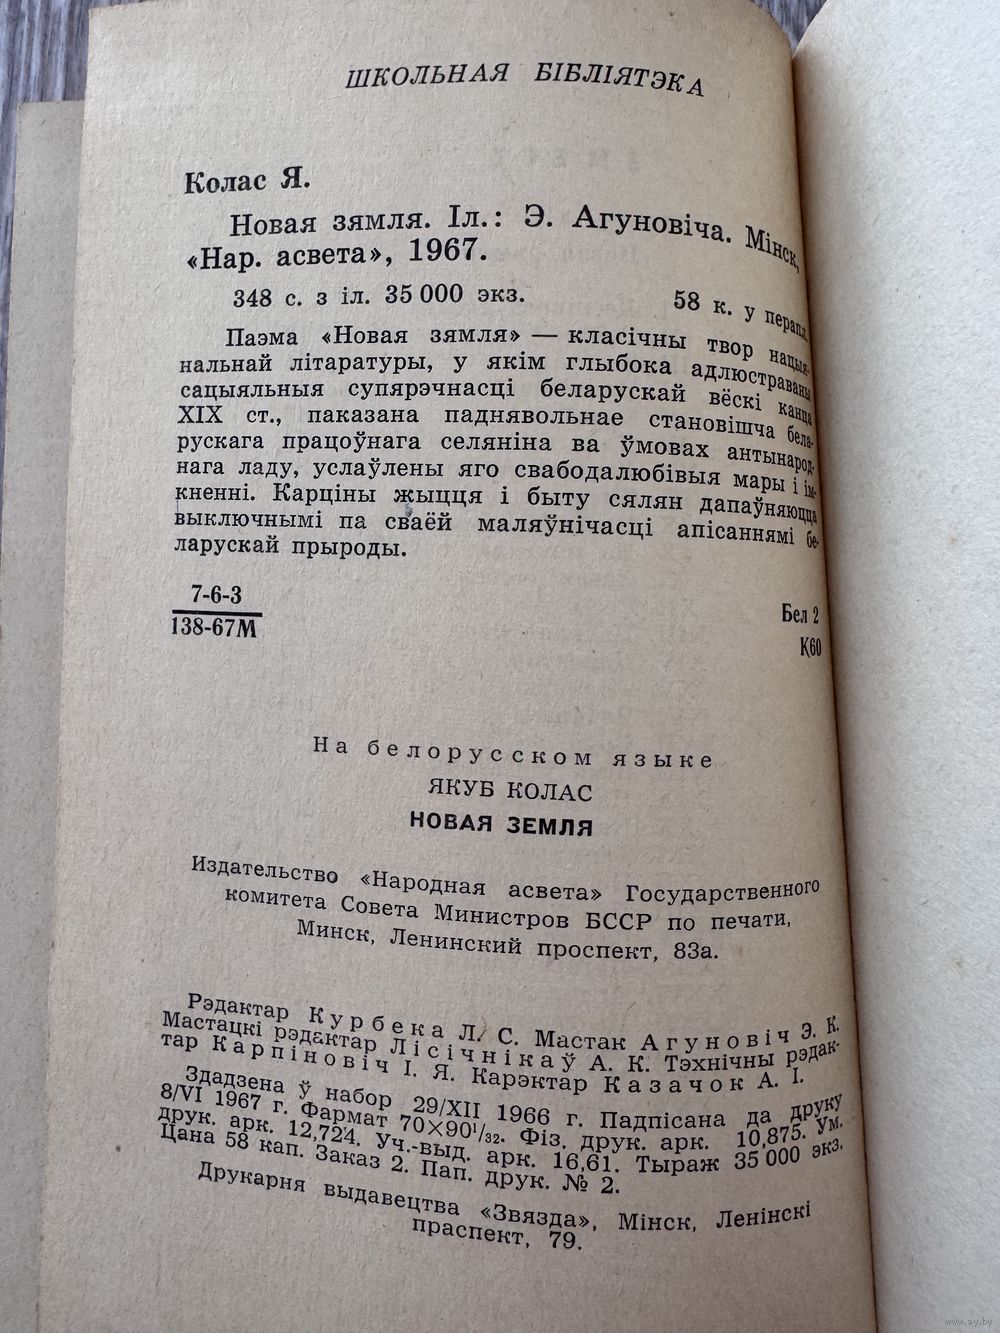 ШКОЛЬНАЯ БІБЛІЯТЭКА
Колас Я.
Новая зямля. Іл.: Э. Агуновіча. Мінск,
«Нар. асвета», 1967.
348 с. з іл. 35 000 экз. 58 к. у перапл.
Паэма «Новая зямля» — класічны твор нацыя-
нальнай літаратуры, у якім глыбока адлюстраваны
сацыяльныя супярэчнасці беларускай вёскі канца
XIX ст., паказана паднявольнае становішча бела-
рускага працоўнага селяніна ва ўмовах антынарод-
нага ладу, услаўлены яго свабодалюбівыя мары і ім-
кненні. Карціны жыцця і быту сялян дапаўняюцца
выключнымі па сваёй маляўнічасці апісаннямі бе-
ларускай прыроды.
7-6-3
138-67М
Бел 2
К60
На белорусском языке
ЯКУБ КОЛАС
НОВАЯ ЗЕМЛЯ
Издательство «Народная асвета» Государственного
комитета Совета Министров БССР по печати,
Минск, Ленинский проспект, 83а.
Рэдактар Курбека Л. С. Мастак Агуновіч Э. К.
Мастацкі рэдактар Лісічнікаў А. К. Тэхнічны рэдак-
тар Карпіновіч І. Я. Карэктар Казачок А. І.
Здадзена ў набор 29/XII 1966 г. Падпісана да друку
8/VI 1967 г. Фармат 70×90¹/₃₂. Фіз. друк. арк. 10,875. Ум.
друк. арк. 12,724. Уч.-выд. арк. 16,61. Тыраж 35 000 экз.
Цана 58 кап. Заказ 2. Пап. друк. № 2.
Друкарня выдавецтва «Звязда», Мінск, Ленінскі
праспект, 79.
www.ay.by